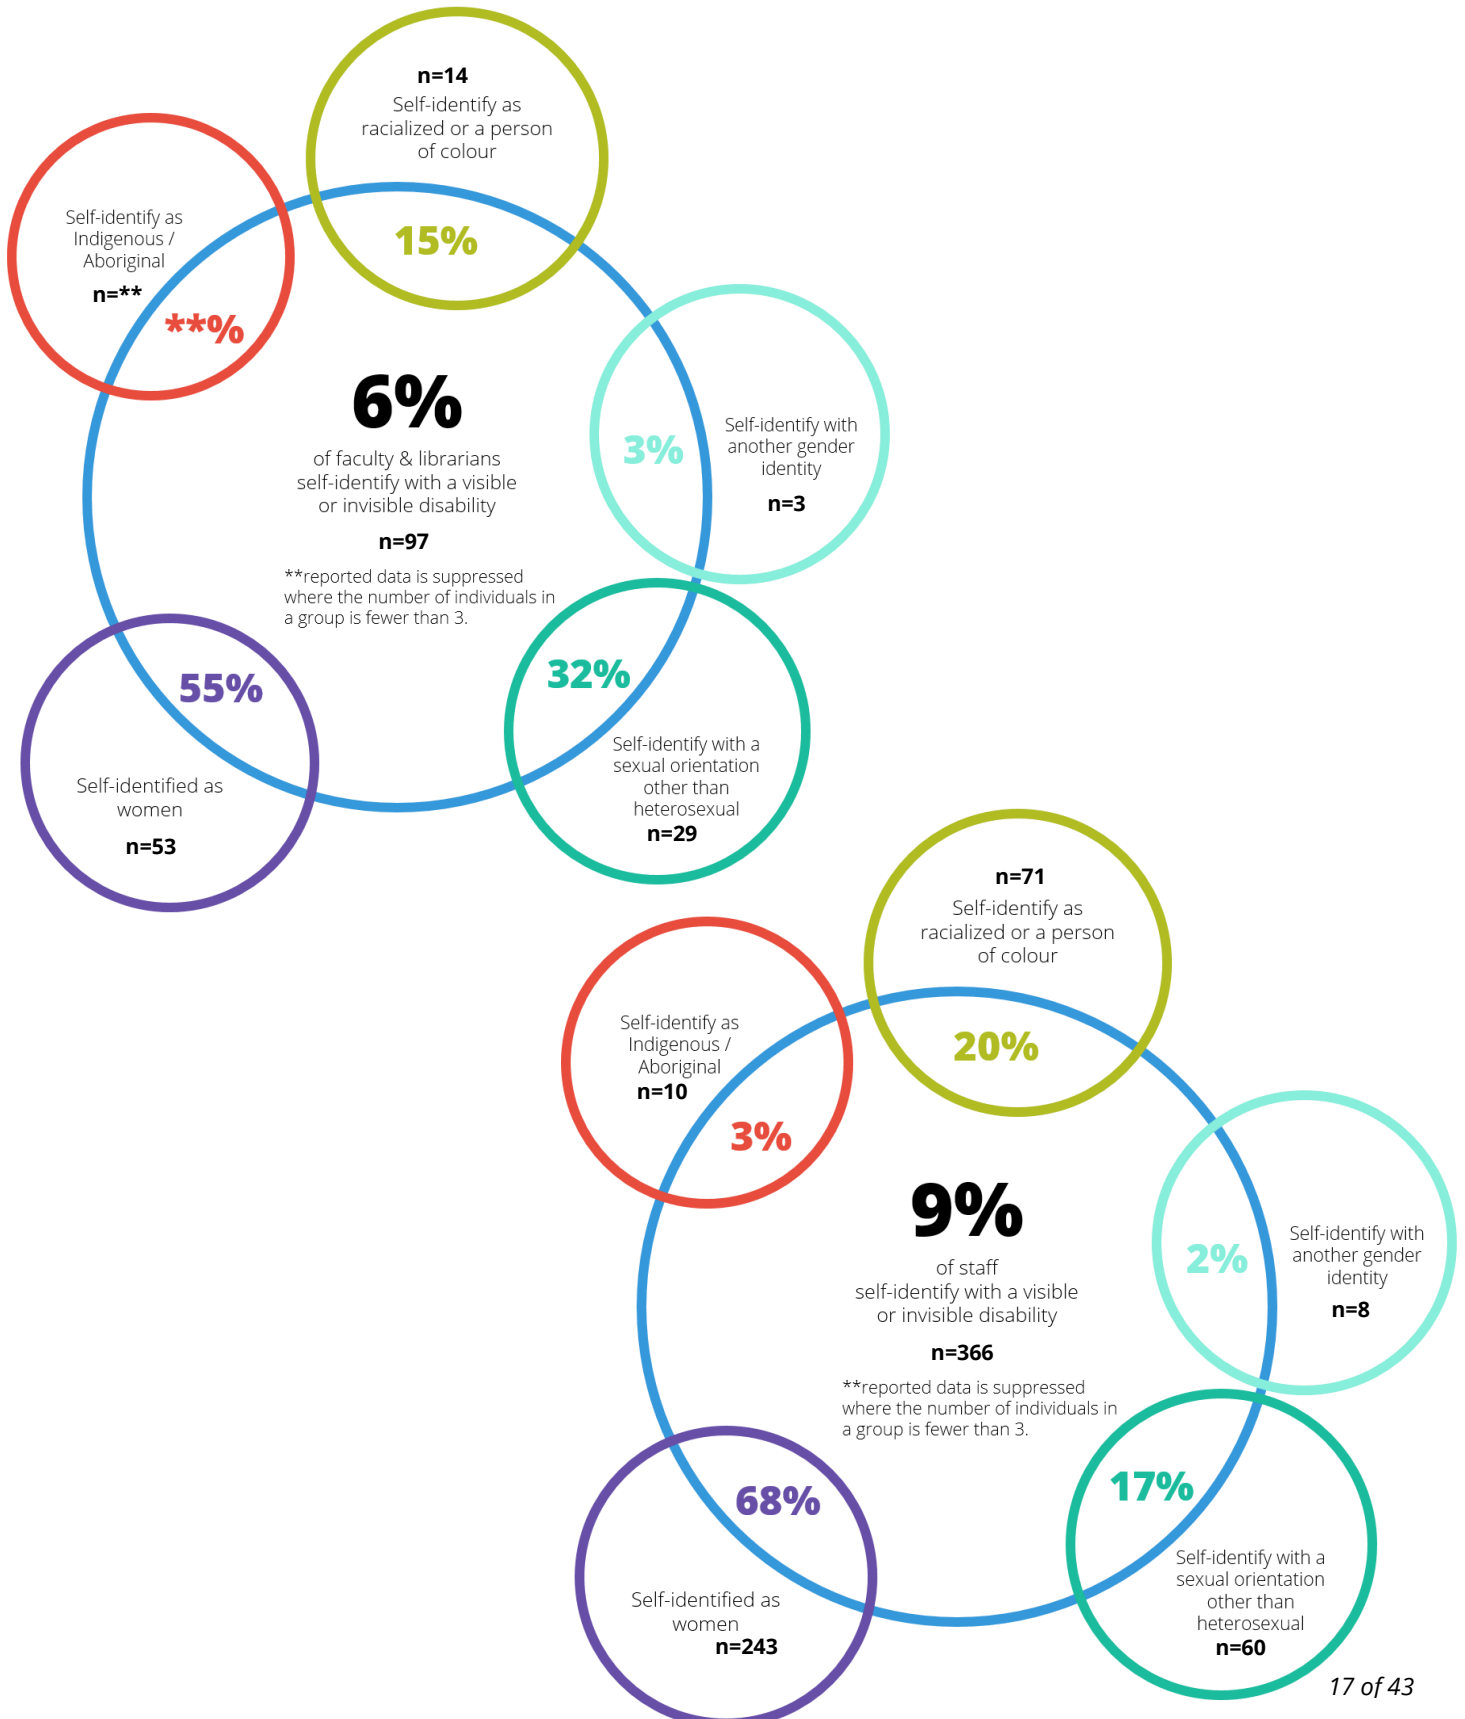 n=14
Self-identify as
racialized or a person
of colour
15%
Self-identify as
Indigenous /
Aboriginal
n=**
**%
6%
of faculty & librarians
self-identify with a visible
or invisible disability
n=97
**reported data is suppressed
where the number of individuals in
a group is fewer than 3.
3%
Self-identify with
another gender
identity
n=3
55%
Self-identified as
women
n=53
32%
Self-identify with a
sexual orientation
other than
heterosexual
n=29
n=71
Self-identify as
racialized or a person
of colour
20%
Self-identify as
Indigenous /
Aboriginal
n=10
3%
9%
of staff
self-identify with a visible
or invisible disability
n=366
**reported data is suppressed
where the number of individuals in
a group is fewer than 3.
2%
Self-identify with
another gender
identity
n=8
68%
Self-identified as
women
n=243
17%
Self-identify with a
sexual orientation
other than
heterosexual
n=60
17 of 43